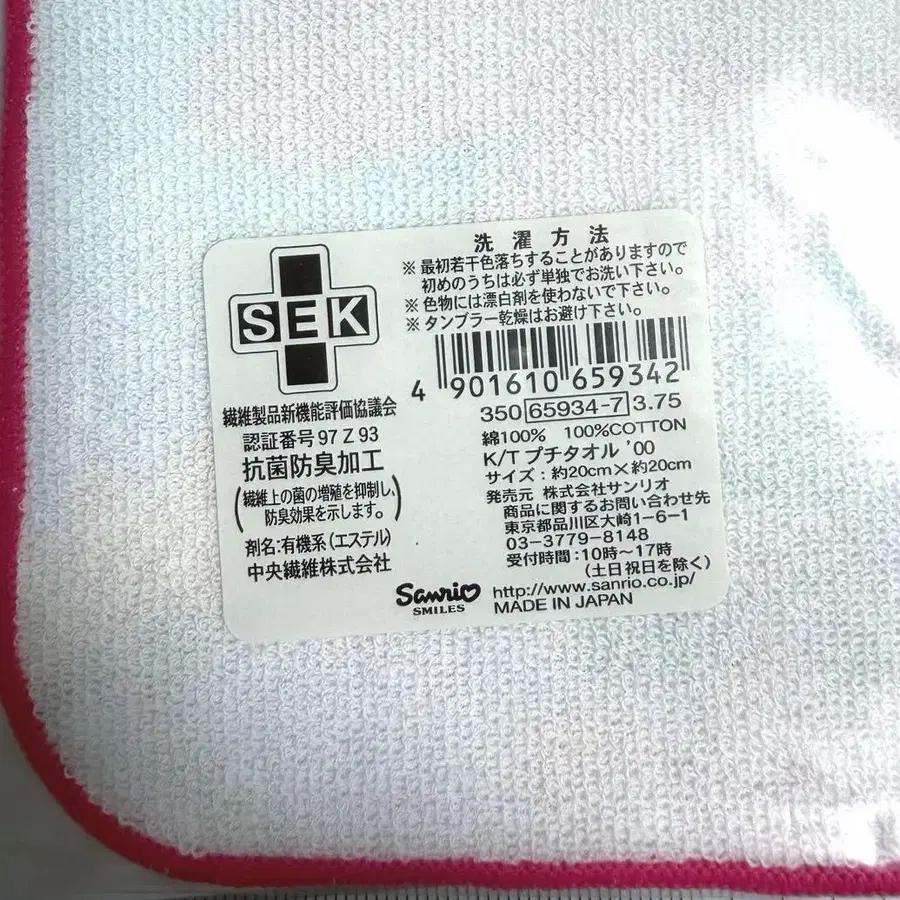 SEK
繊維製品新機能評価協議会
認証番号97Z93
抗菌防臭加工
(繊維上の菌の増殖を抑制し、
防臭効果を示します。)
剤名:有機系(エステル)
中央繊維株式会社
洗濯方法
※ 最初若干色落ちすることがありますので
初めのうちは必ず単独でお洗い下さい。
※ 色物には漂白剤を使わないで下さい。
※ タンブラー乾燥はお避け下さい。
4 901610 659342
350 65934-7 3.75
綿100% 100%COTTON
K/T プチタオル '00
サイズ:約20cm×約20cm
発売元 株式会社サンリオ
商品に関するお問い合わせ先
東京都品川区大崎1-6-1
03-3779-8148
受付時間:10時〜17時
(土日祝日を除く)
Sanrio
SMILES
http://www.sanrio.co.jp/
MADE IN JAPAN